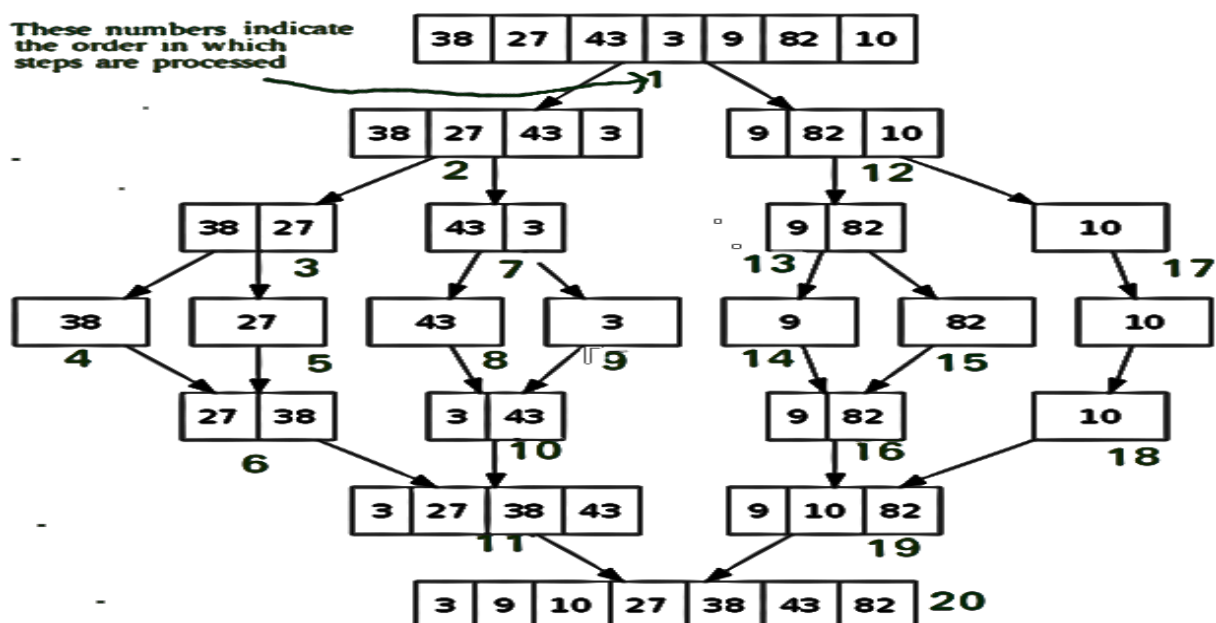 These numbers indicate
the order in which
steps are processed
38 27 43 3 9 82 10
1
38 27 43 3 9 82 10
2 12
38 27 43 3 9 82 10
3 7 13 17
38 27 43 3 9 82 10
4 5 8 9 14 15
27 38 3 43 9 82 10
6 10 16 18
3 27 38 43 9 10 82
11 19
3 9 10 27 38 43 82 20